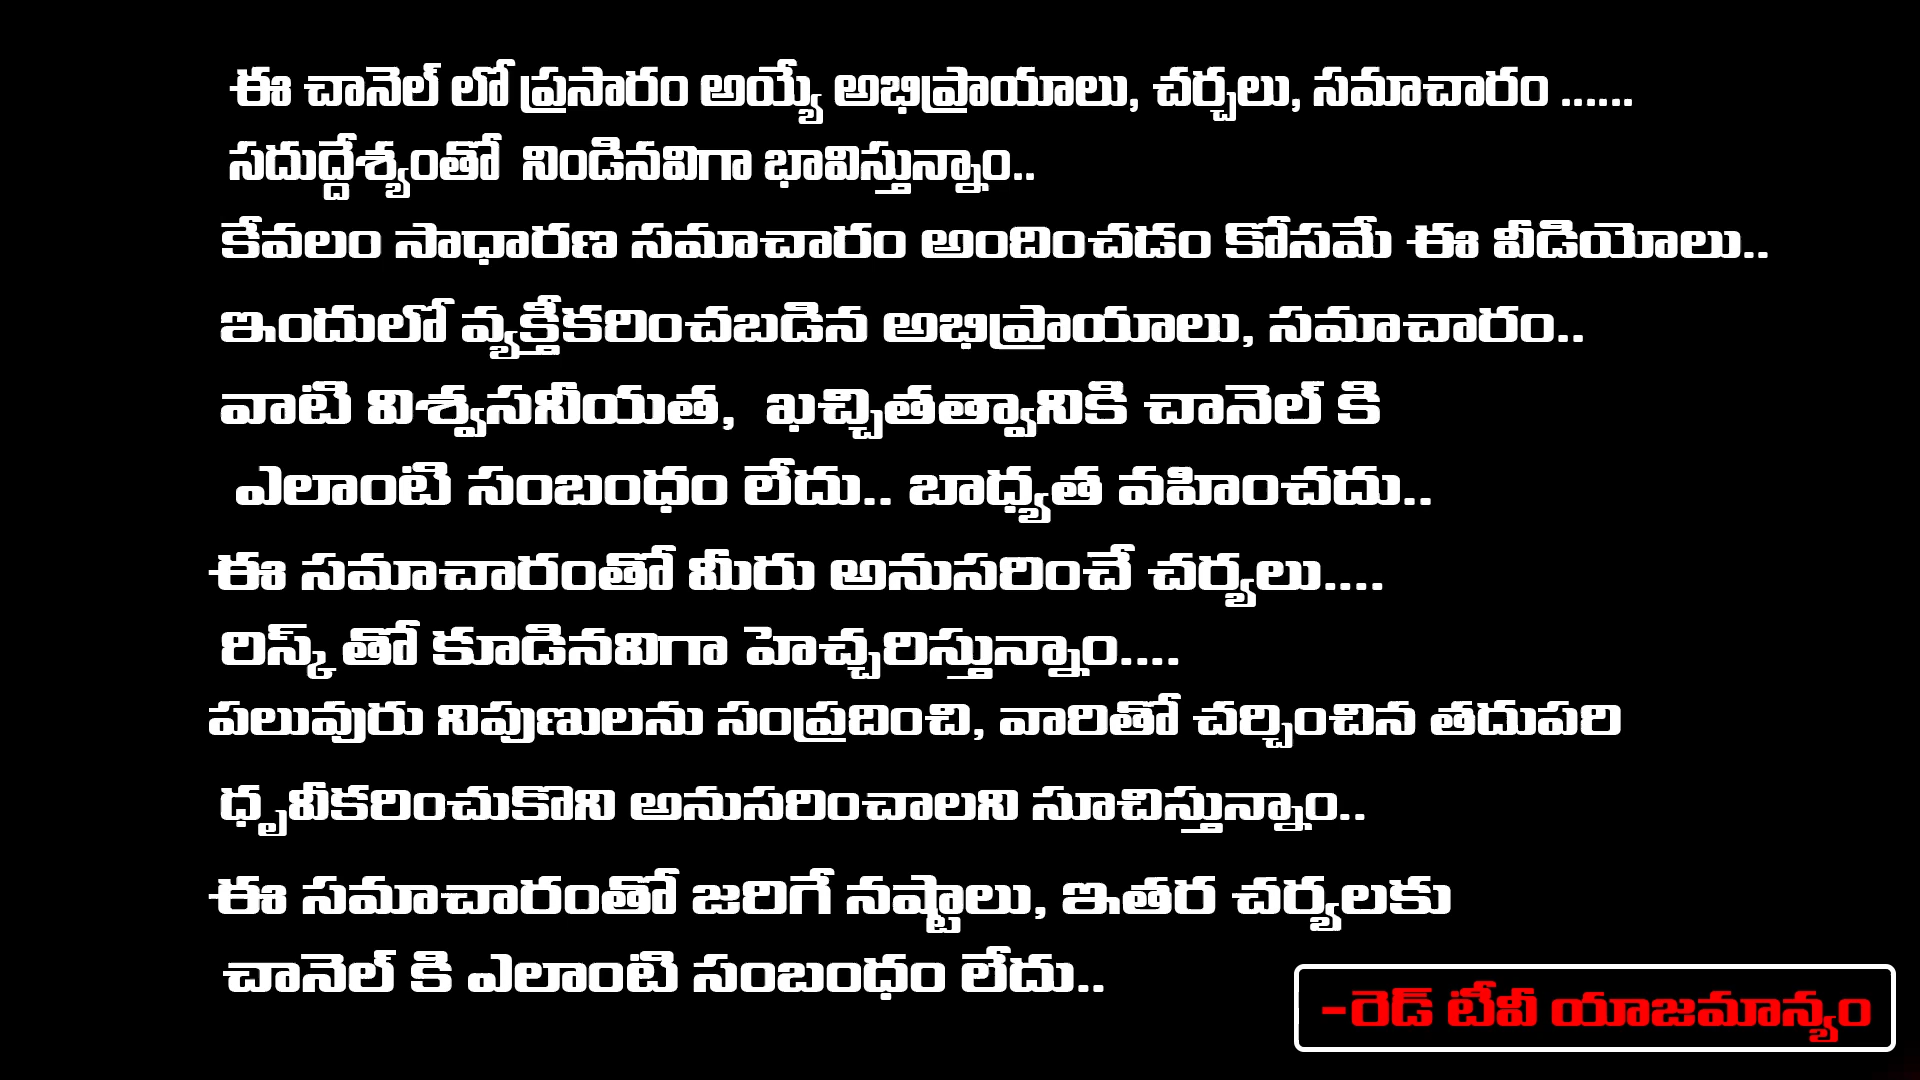 ఈ చానెల్ లో ప్రసారం అయ్యే అభిప్రాయాలు, చర్చలు, సమాచారం ......
సదుద్దేశ్యంతో నిండినవిగా భావిస్తున్నాం..
కేవలం సాధారణ సమాచారం అందించడం కోసమే ఈ వీడియోలు..
ఇందులో వ్యక్తీకరించబడిన అభిప్రాయాలు, సమాచారం..
వాటి విశ్వసనీయత, ఖచ్చితత్వానికి చానెల్ కి
ఎలాంటి సంబంధం లేదు.. బాధ్యత వహించదు..
ఈ సమాచారంతో మీరు అనుసరించే చర్యలు....
రిస్క్ తో కూడినవిగా హెచ్చరిస్తున్నాం....
పలువురు నిపుణులను సంప్రదించి, వారితో చర్చించిన తదుపరి
ధృవీకరించుకొని అనుసరించాలని సూచిస్తున్నాం..
ఈ సమాచారంతో జరిగే నష్టాలు, ఇతర చర్యలకు
చానెల్ కి ఎలాంటి సంబంధం లేదు..
-రెడ్ టీవీ యాజమాన్యం